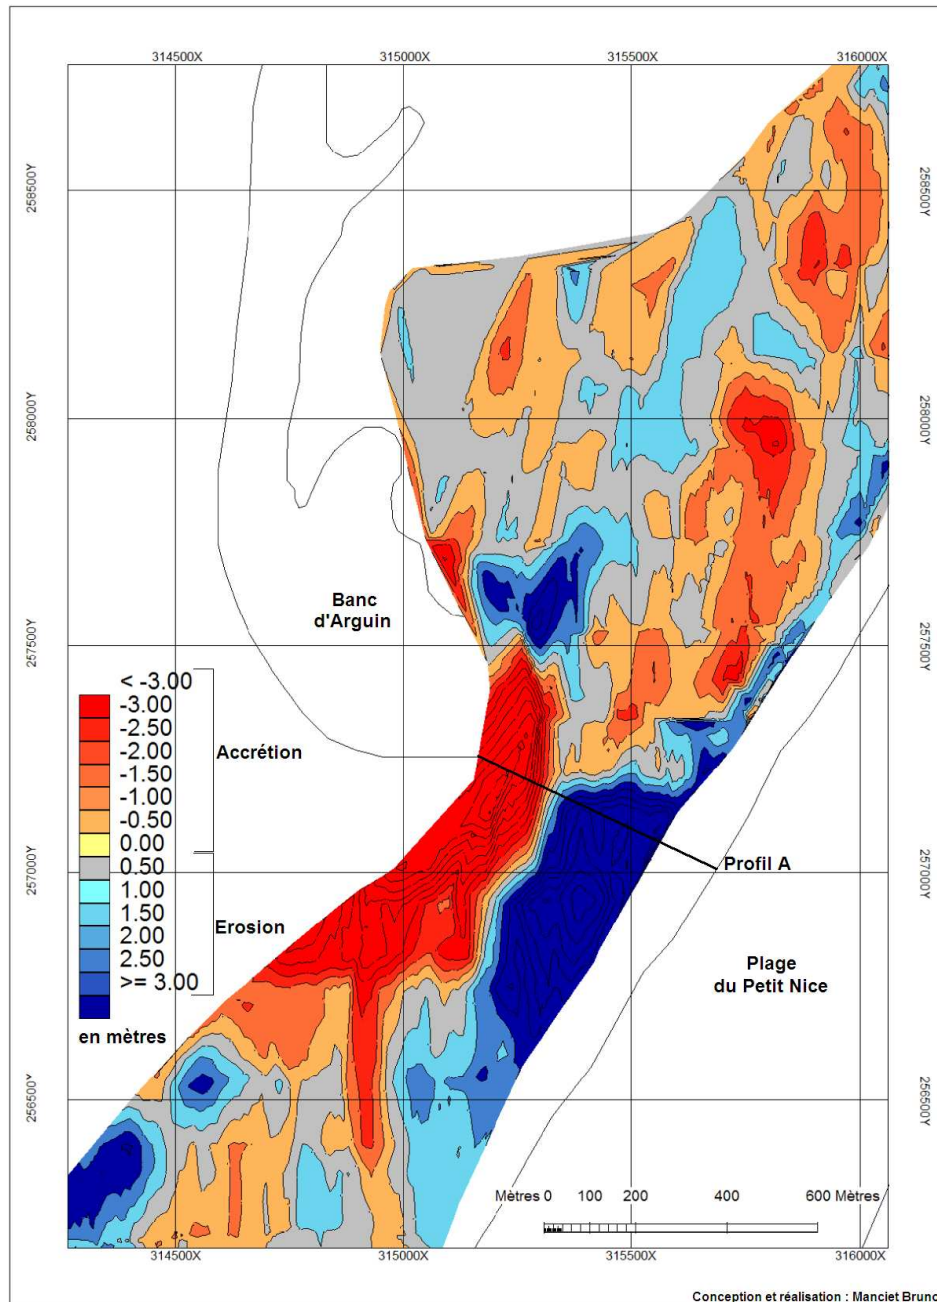 314500X 315000X 315500X 316000X
258500Y 258500Y
258000Y 258000Y
Banc
d'Arguin
257500Y 257500Y
< -3.00
-3.00
-2.50
-2.00
-1.50
-1.00
-0.50
0.00
0.50
1.00
1.50
2.00
2.50
>= 3.00
en mètres
Accrétion
Erosion
Profil A
257000Y 257000Y
Plage
du Petit Nice
256500Y 256500Y
Mètres 0 100 200 400 600 Mètres
314500X 315000X 315500X 316000X
Conception et réalisation : Manciet Bruno